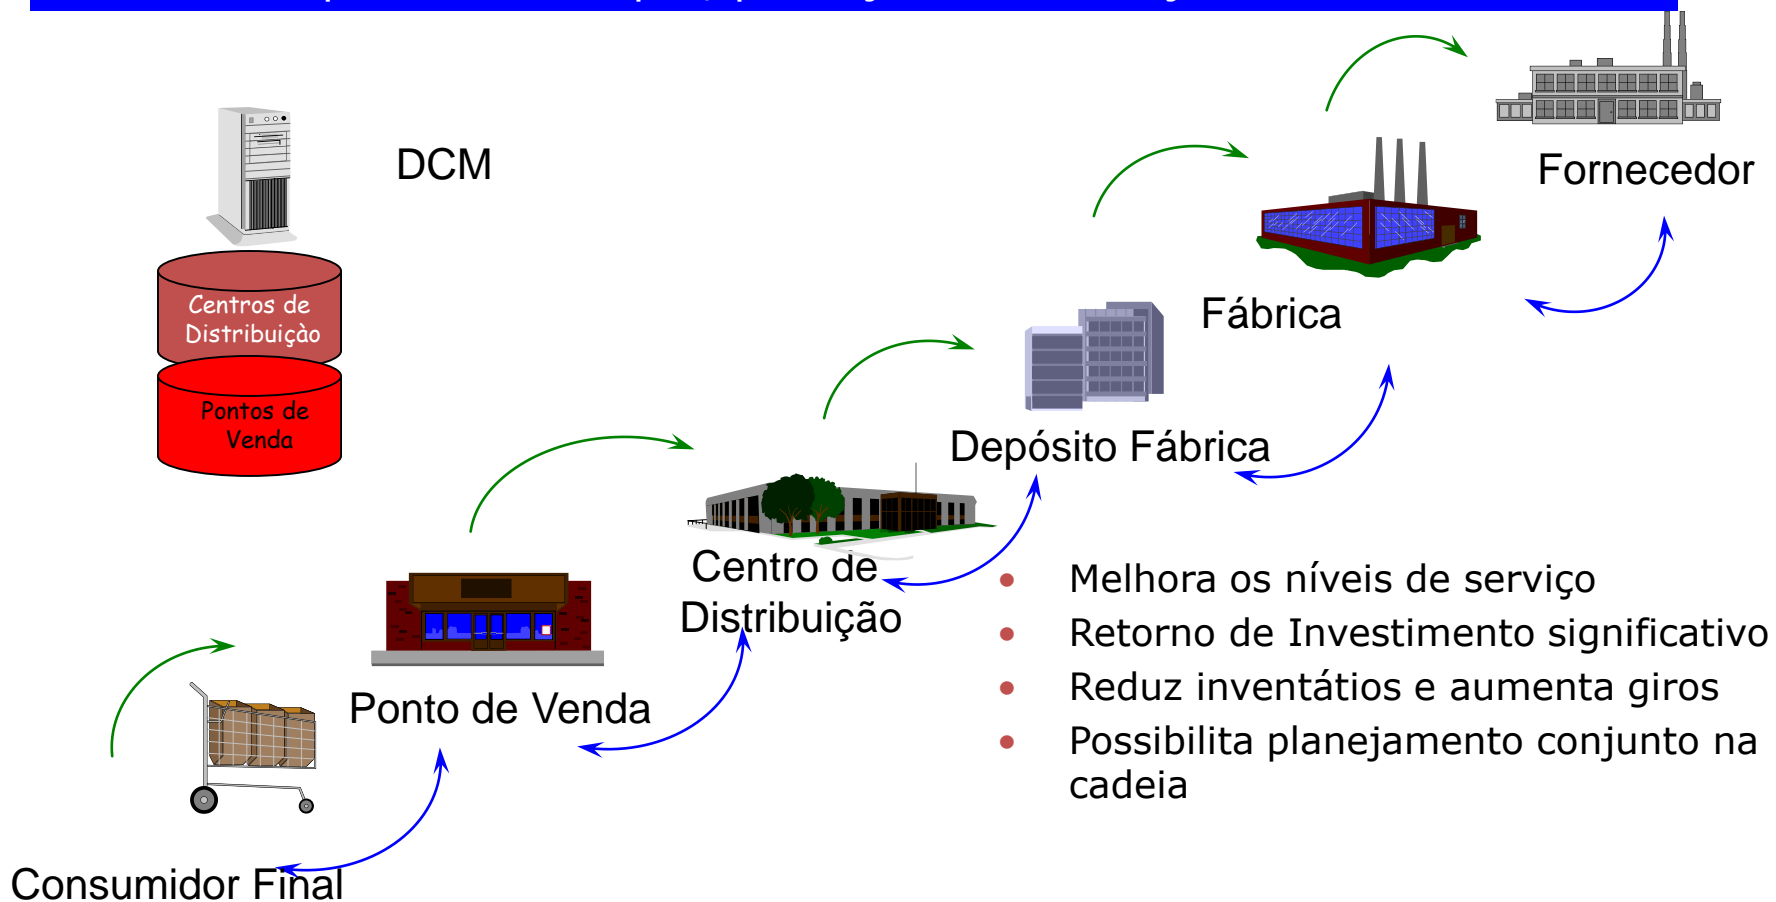 DCM
Fornecedor
Centros de
Distribuiçào
Fábrica
Pontos de
Venda
Depósito Fábrica
Centro de
Distribuição
Melhora os níveis de serviço
Retorno de Investimento significativo
Reduz inventátios e aumenta giros
Possibilita planejamento conjunto na
cadeia
Ponto de Venda
Consumidor Final